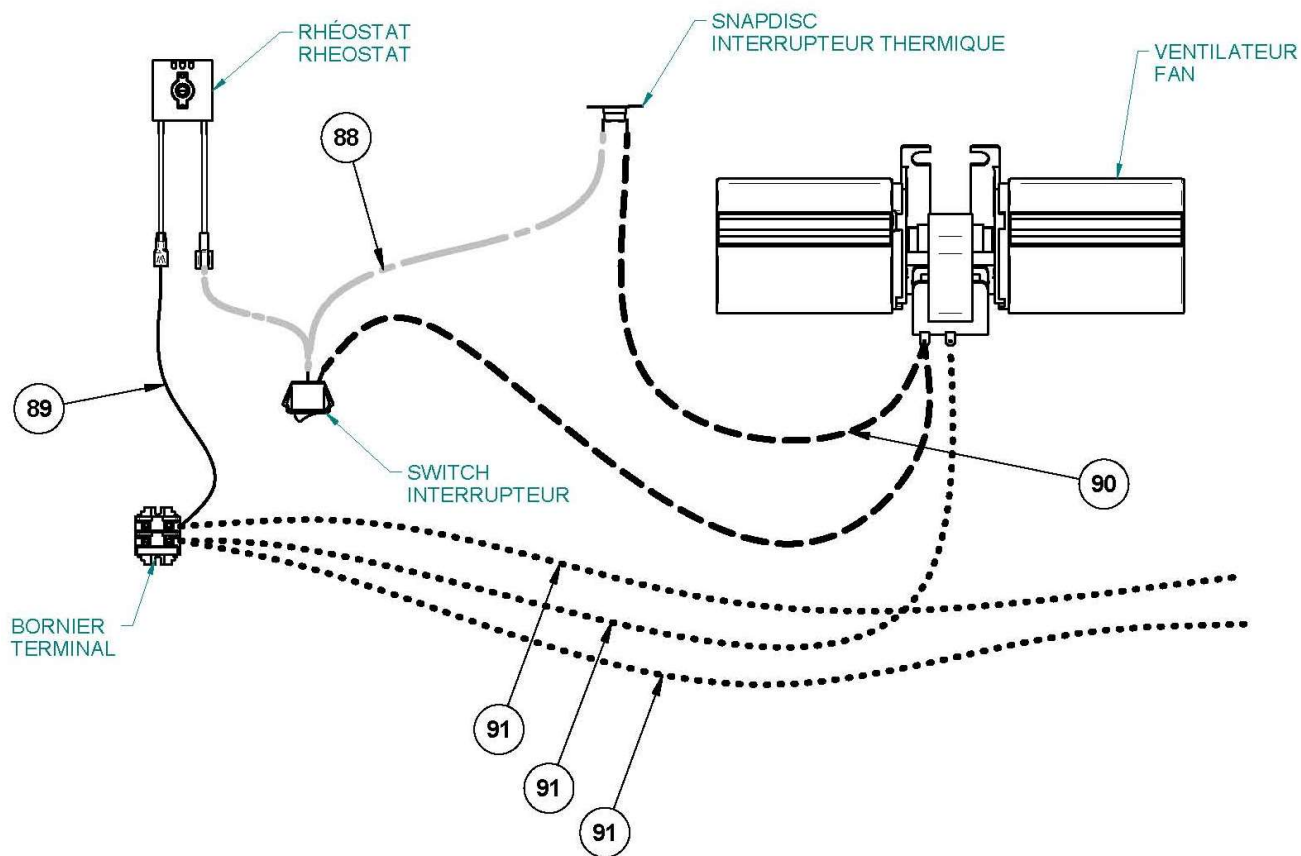 RHÉOSTAT
RHEOSTAT
SNAPDISC
INTERRUPTEUR THERMIQUE
VENTILATEUR
FAN
88
89
SWITCH
INTERRUPTEUR
90
BORNIER
TERMINAL
91
91
91